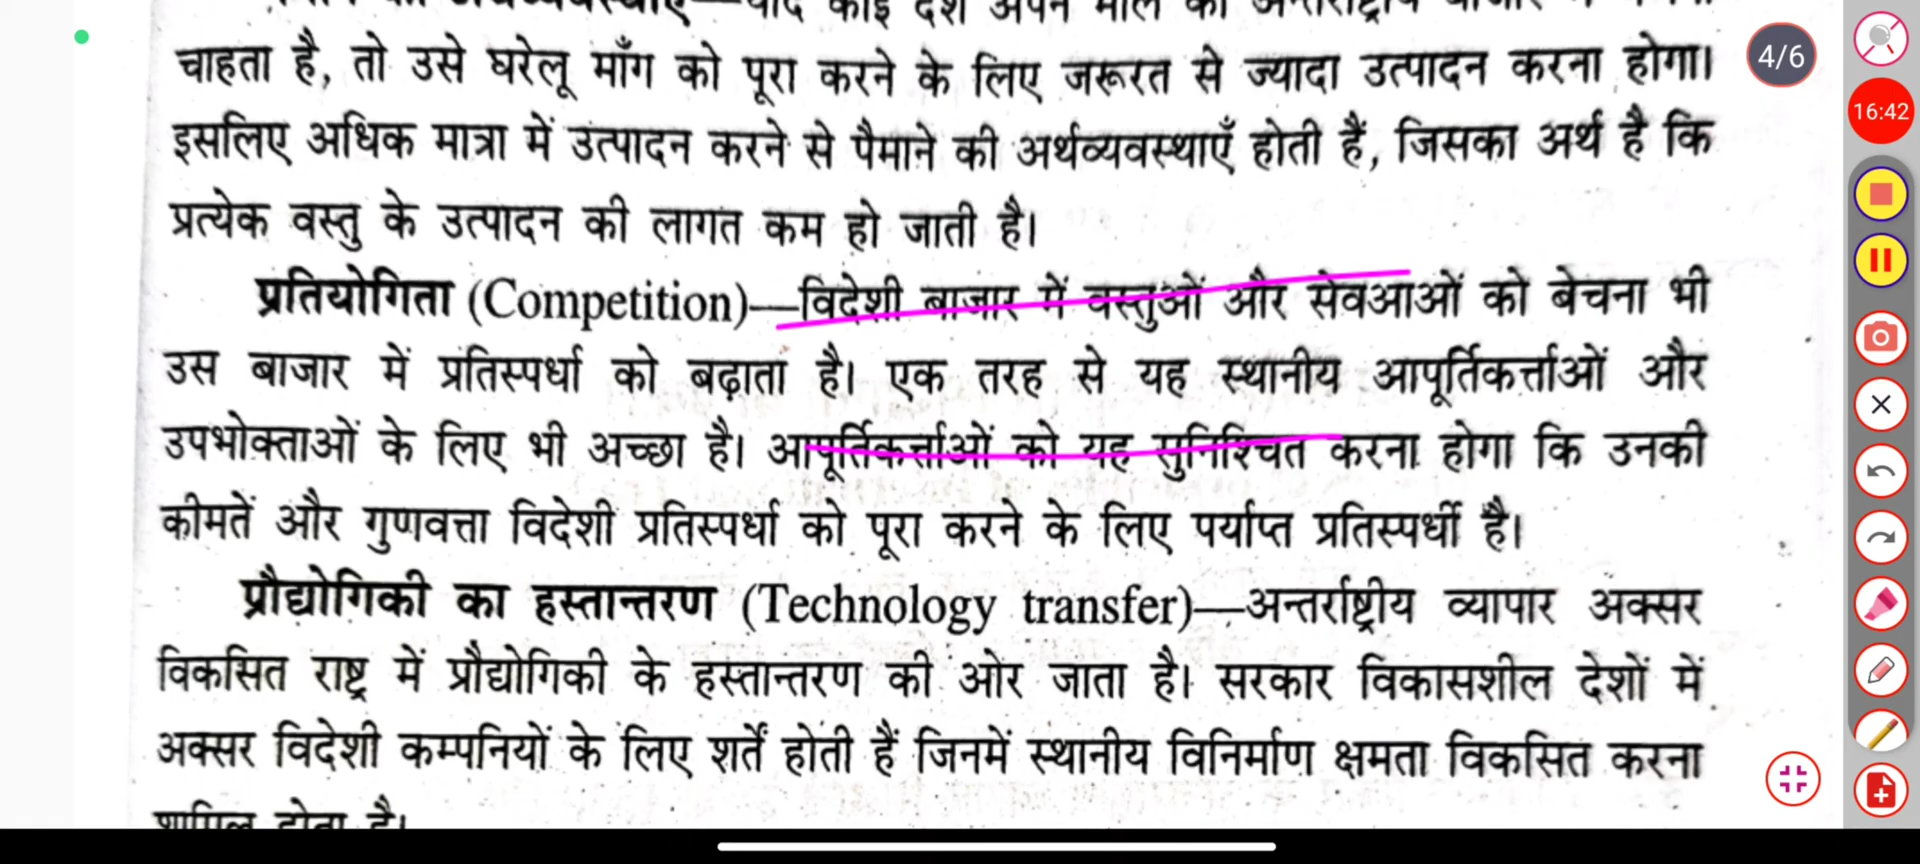 चाहता है, तो उसे घरेलू माँग को पूरा करने के लिए जरूरत से ज्यादा उत्पादन करना होगा।
इसलिए अधिक मात्रा में उत्पादन करने से पैमाने की अर्थव्यवस्थाएँ होती हैं, जिसका अर्थ है कि
प्रत्येक वस्तु के उत्पादन की लागत कम हो जाती है।
प्रतियोगिता (Competition)—विदेशी बाजार में वस्तुओं और सेवआओं को बेचना भी
उस बाजार में प्रतिस्पर्धा को बढ़ाता है। एक तरह से यह स्थानीय आपूर्तिकर्त्ताओं और
उपभोक्ताओं के लिए भी अच्छा है। आपूर्तिकर्त्ताओं को यह सुनिश्चित करना होगा कि उनकी
कीमतें और गुणवत्ता विदेशी प्रतिस्पर्धा को पूरा करने के लिए पर्याप्त प्रतिस्पर्धी है।
प्रौद्योगिकी का हस्तान्तरण (Technology transfer)—अन्तर्राष्ट्रीय व्यापार अक्सर
विकसित राष्ट्र में प्रौद्योगिकी के हस्तान्तरण की ओर जाता है। सरकार विकासशील देशों में
अक्सर विदेशी कम्पनियों के लिए शर्तें होती हैं जिनमें स्थानीय विनिर्माण क्षमता विकसित करना
4/6
16:42